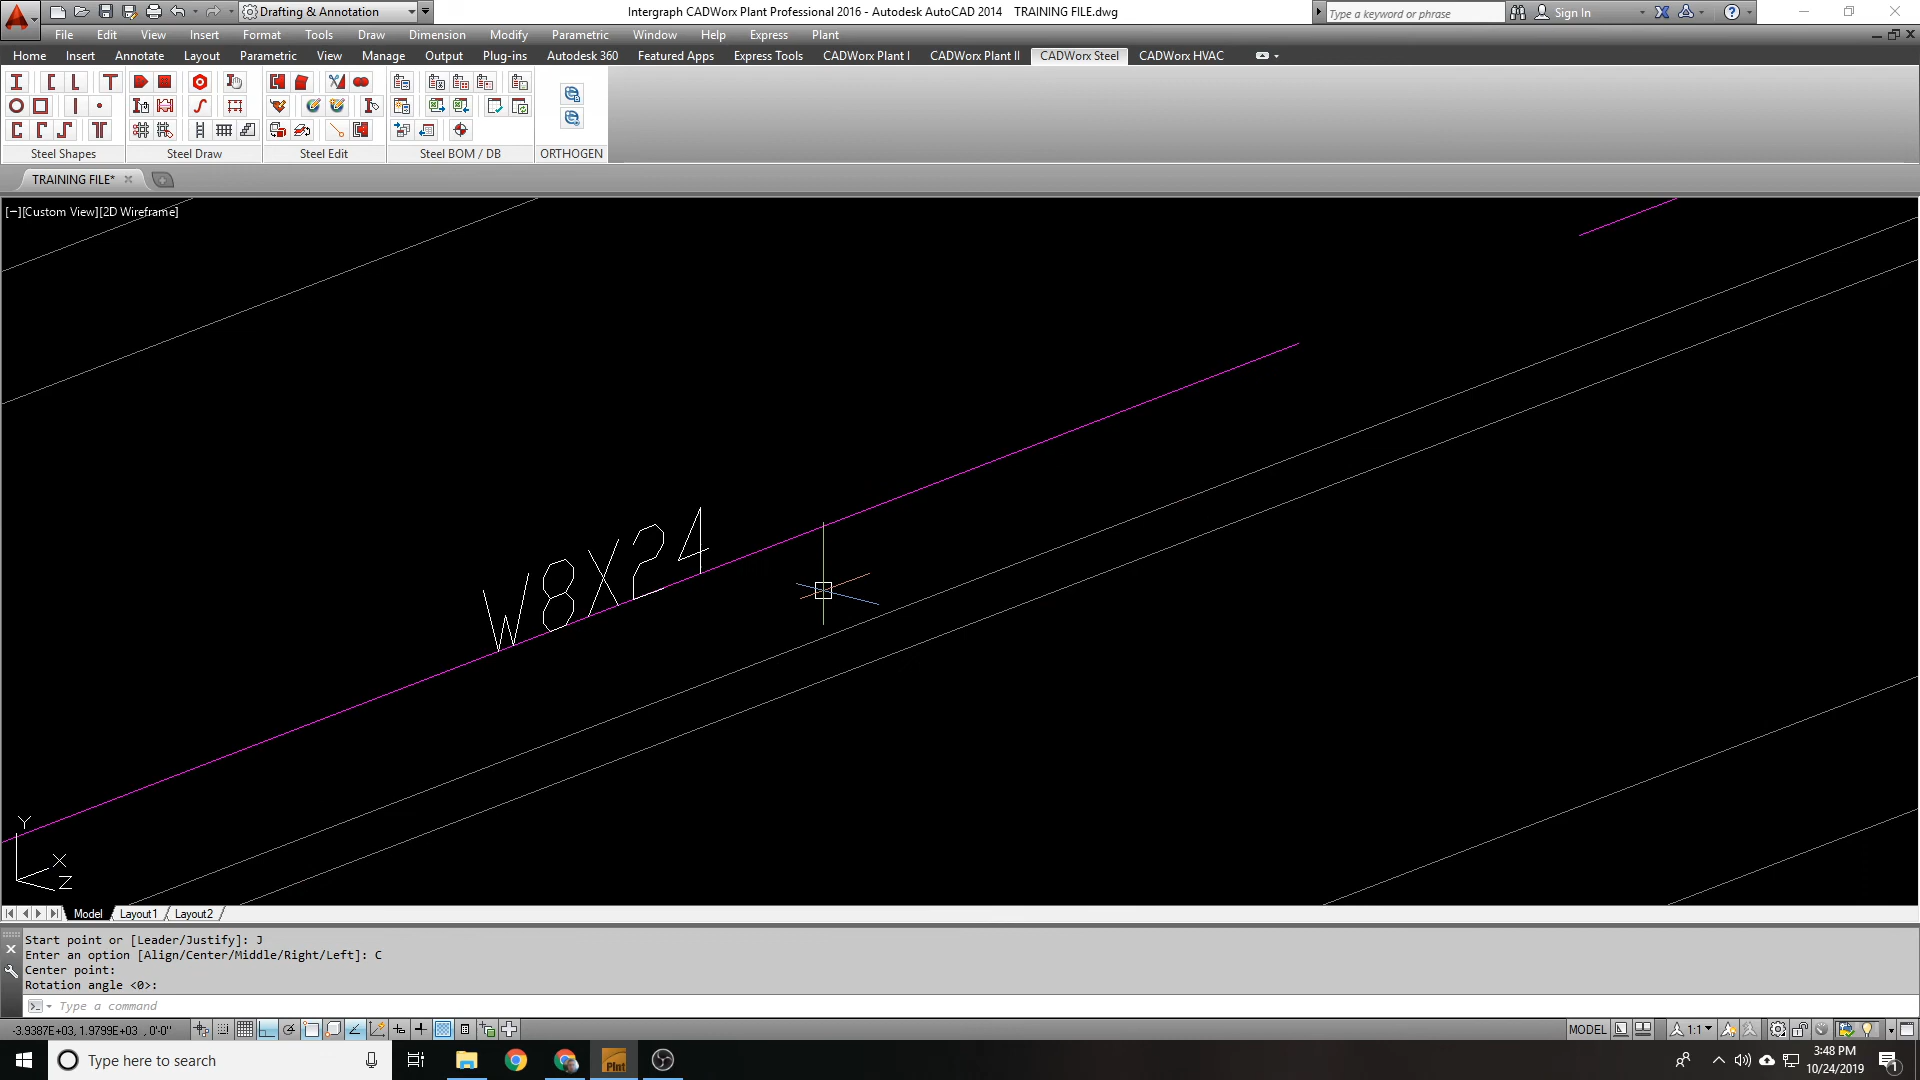 Drafting & Annotation
Intergraph CADWorx Plant Professional 2016 - Autodesk AutoCAD 2014 TRAINING FILE.dwg
Type a keyword or phrase
Sign In
File Edit View Insert Format Tools Draw Dimension Modify Parametric Window Help Express Plant
Home Insert Annotate Layout Parametric View Manage Output Plug-ins Autodesk 360 Featured Apps Express Tools CADWorx Plant I CADWorx Plant II CADWorx Steel CADWorx HVAC
Steel Shapes Steel Draw Steel Edit Steel BOM / DB ORTHOGEN
TRAINING FILE*
[−][Custom View][2D Wireframe]
W8X24
Y
X
Z
Model Layout1 Layout2
Start point or [Leader/Justify]: J
Enter an option [Align/Center/Middle/Right/Left]: C
Center point:
Rotation angle <0>:
Type a command
-3.9387E+03, 1.9799E+03 , 0'-0"
MODEL
1:1
Type here to search
Plnt
3:48 PM
10/24/2019
1